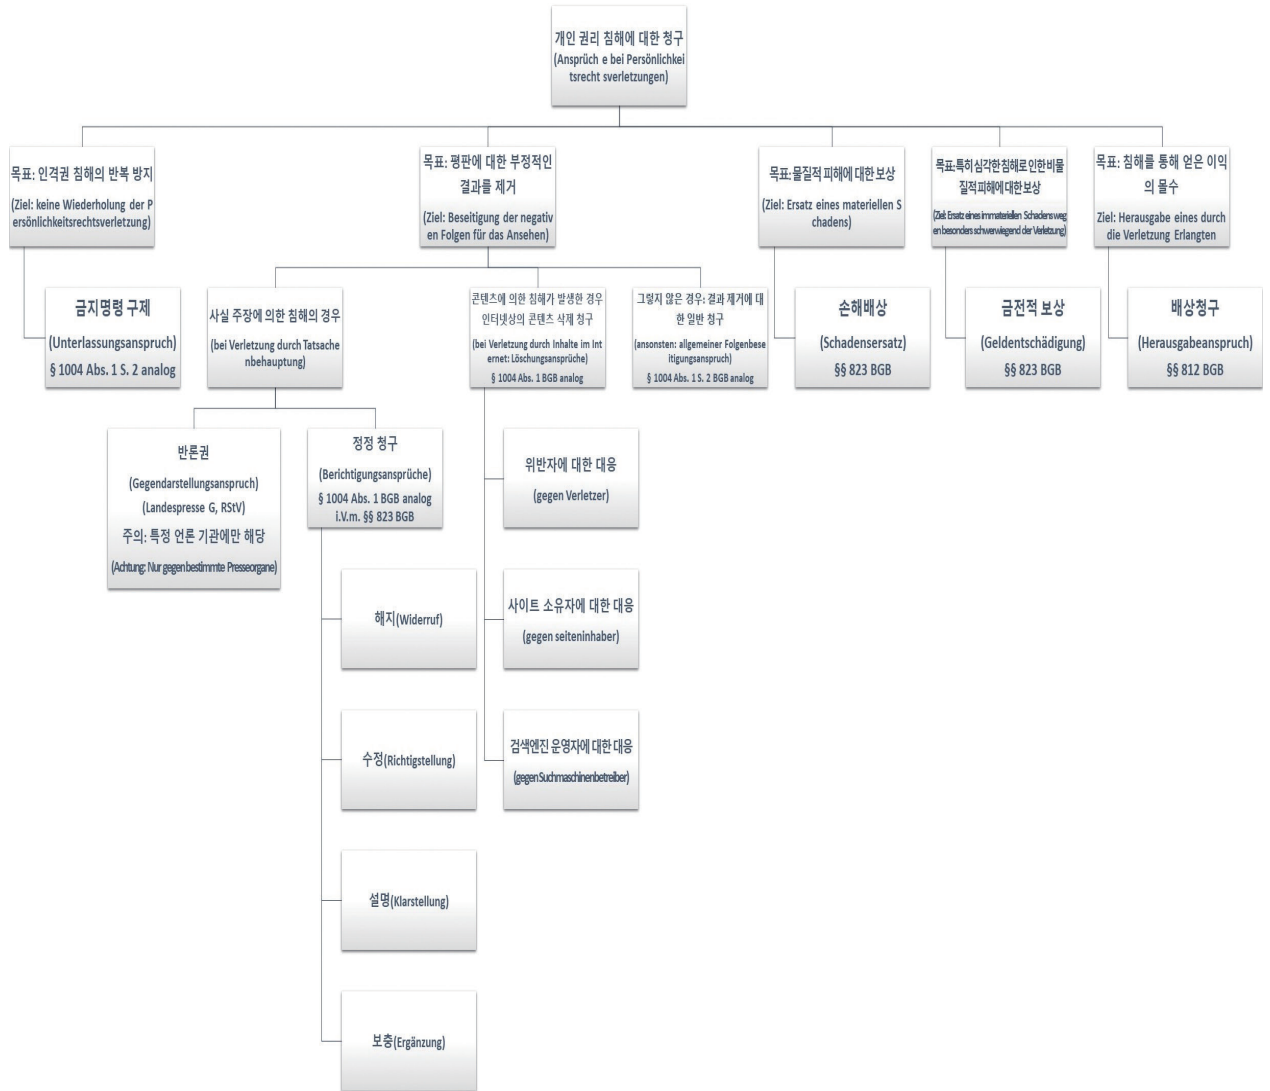 개인 권리 침해에 대한 청구
(Ansprüch e bei Persönlichkei
tsrecht sverletzungen)
목표: 인격권 침해의 반복 방지
(Ziel: keine Wiederholung der P
ersönlichkeitsrechtsverletzung)
목표: 평판에 대한 부정적인
결과를 제거
(Ziel: Beseitigung der negativ
en Folgen für das Ansehen)
목표:물질적 피해에 대한 보상
(Ziel: Ersatz eines materiellen S
chadens)
목표:특히 심각한 침해로 인한 비물
질적 피해에 대한 보상
(Ziel: Ersatz eines immateriellen Schadens weg
en besonders schwerwiegend der Verletzung)
목표: 침해를 통해 얻은 이익
의 몰수
Ziel: Herausgabe eines durch
die Verletzung Erlangten
금지명령 구제
(Unterlassungsanspruch)
§ 1004 Abs. 1 S. 2 analog
사실 주장에 의한 침해의 경우
(bei Verletzung durch Tatsache
nbehauptung)
콘텐츠에 의한 침해가 발생한 경우
인터넷상의 콘텐츠 삭제 청구
(bei Verletzung durch Inhalte im Int
ernet: Löschungsansprüche)
§ 1004 Abs. 1 BGB analog
그렇지 않은 경우: 결과 제거에 대
한 일반 청구
(ansonsten: allgemeiner Folgenbese
itigungsanspruch)
§ 1004 Abs. 1 S. 2 BGB analog
손해배상
(Schadensersatz)
§§ 823 BGB
금전적 보상
(Geldentschädigung)
§§ 823 BGB
배상청구
(Herausgabeanspruch)
§§ 812 BGB
반론권
(Gegendarstellungsanspruch)
(Landespresse G, RStV)
주의: 특정 언론 기관에만 해당
(Achtung: Nur gegen bestimmte Presseorgane)
정정 청구
(Berichtigungsansprüche)
§ 1004 Abs. 1 BGB analog
i.V.m. §§ 823 BGB
위반자에 대한 대응
(gegen Verletzer)
해지(Widerruf)
사이트 소유자에 대한 대응
(gegen seiteninhaber)
수정(Richtigstellung)
검색엔진 운영자에 대한 대응
(gegen Suchmaschinenbetreiber)
설명(Klarstellung)
보충(Ergänzung)